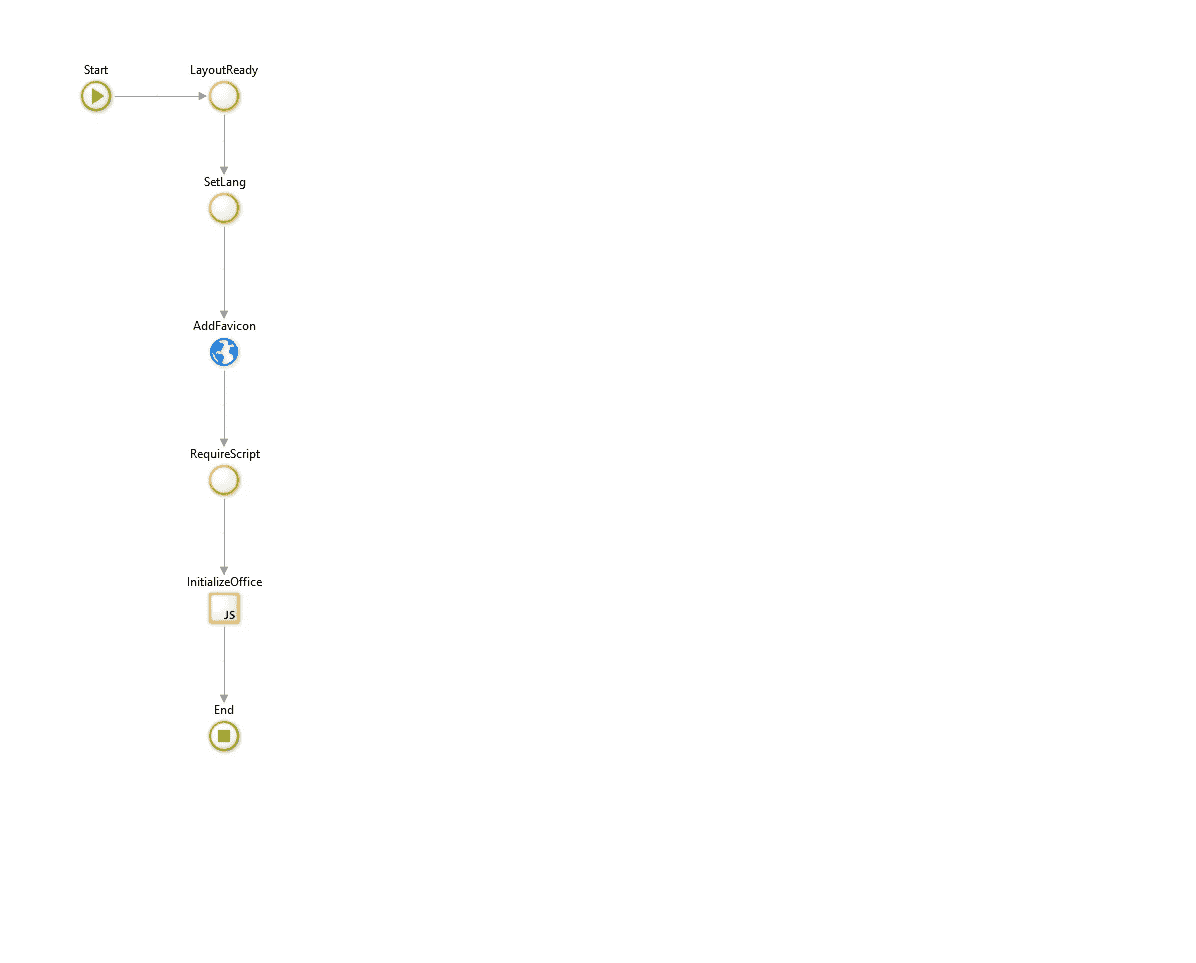 Start
LayoutReady
SetLang
AddFavicon
RequireScript
InitializeOffice
JS
End